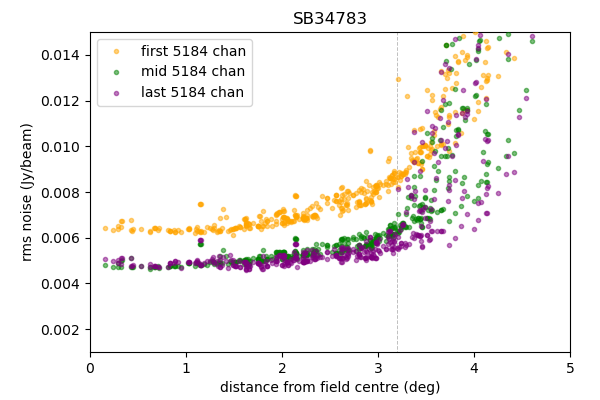 SB34783
first 5184 chan
mid 5184 chan
last 5184 chan
rms noise (Jy/beam)
0.014
0.012
0.010
0.008
0.006
0.004
0.002
0 1 2 3 4 5
distance from field centre (deg)